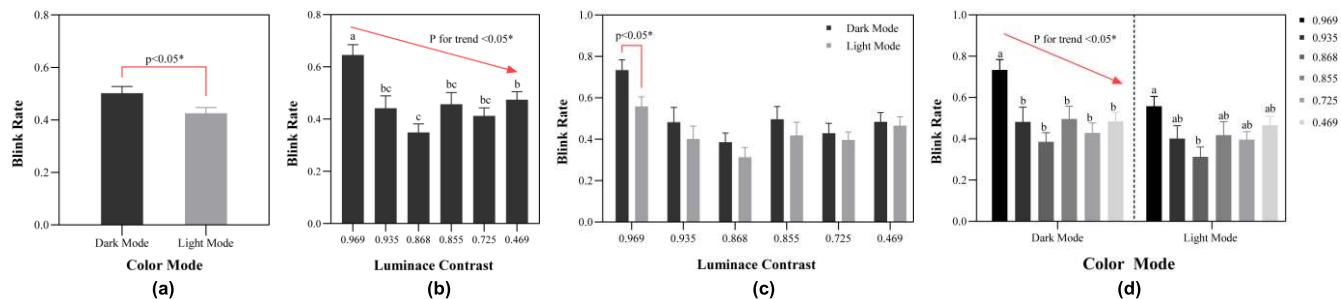 0.8
0.6
0.4
0.2
0.0
Blink Rate
p<0.05*
Dark Mode
Light Mode
Color Mode
(a)
0.8
0.6
0.4
0.2
0.0
Blink Rate
a
bc
c
bc
bc
b
P for trend <0.05*
0.969
0.935
0.868
0.855
0.725
0.469
Luminace Contrast
(b)
1.0
0.8
0.6
0.4
0.2
0.0
Blink Rate
p<0.05*
Dark Mode
Light Mode
0.969
0.935
0.868
0.855
0.725
0.469
Luminace Contrast
(c)
1.0
0.8
0.6
0.4
0.2
0.0
Blink Rate
P for trend <0.05*
a
b
b
b
b
b
a
ab
b
ab
ab
ab
Dark Mode
Light Mode
Color Mode
(d)
0.969
0.935
0.868
0.855
0.725
0.469